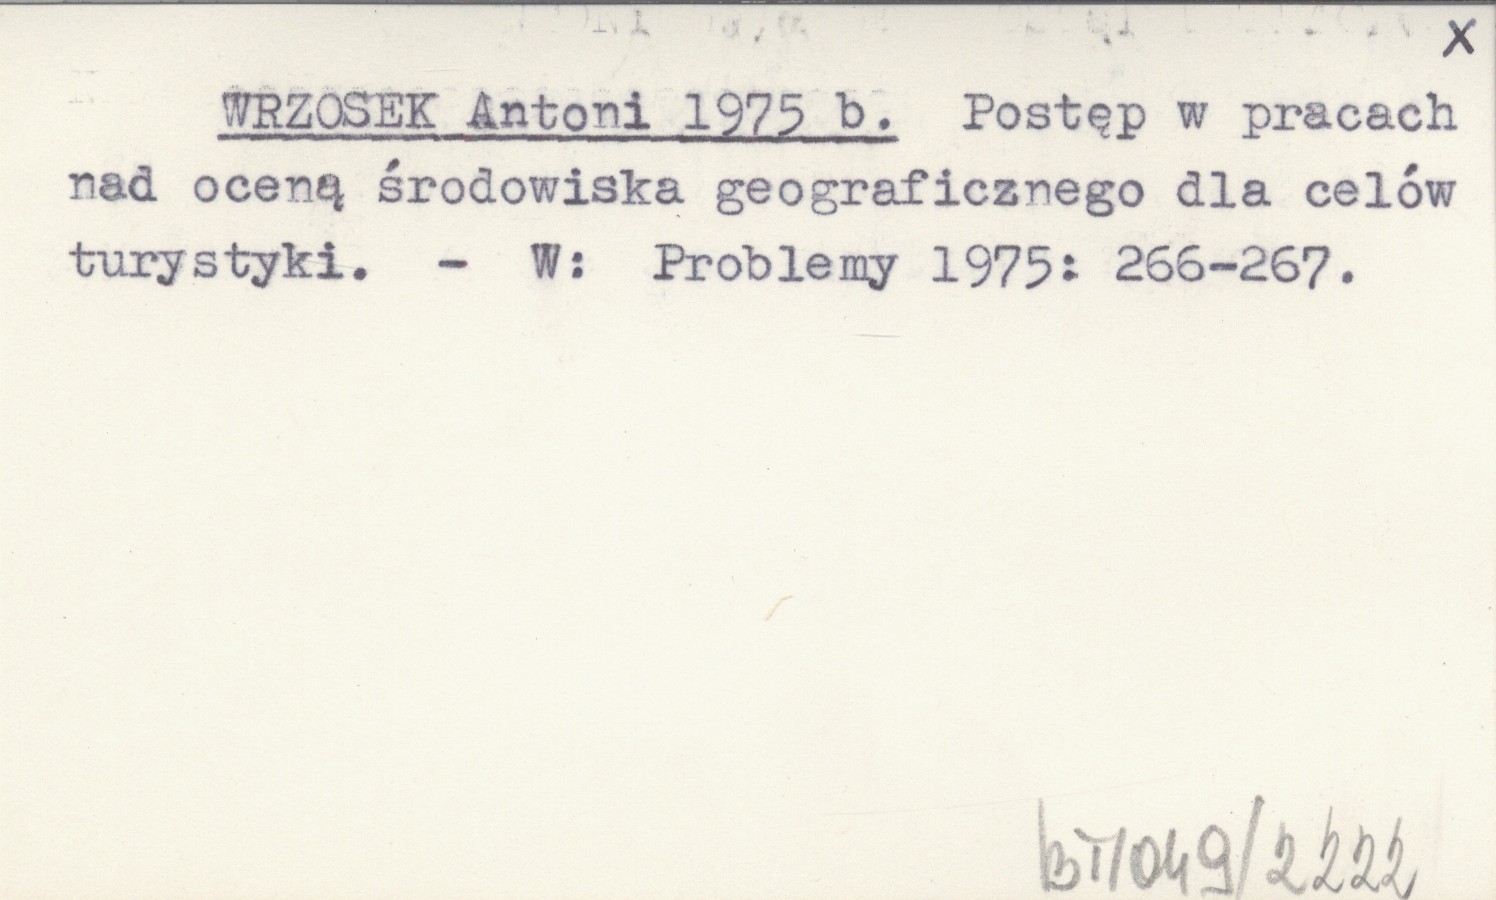 x
WRZOSEK Antoni 1975 b. Postęp w pracach
nad oceną środowiska geograficznego dla celów
turystyki. - W: Problemy 1975: 266-267.
BT/049/2222